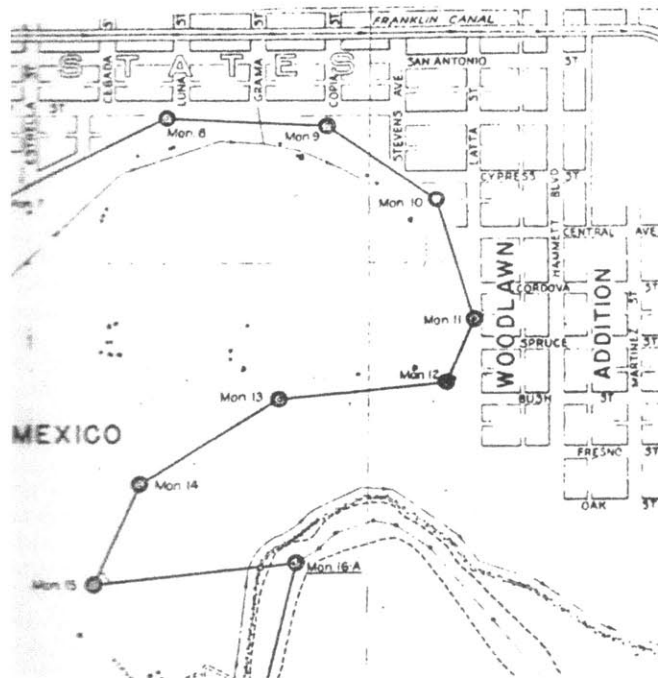 FRANKLIN CANAL
STATES
SAN ANTONIO ST
ESTRELLA ST
CEBADA ST
LUNA ST
GRAMA ST
COPIA ST
STEVENS AVE
LATTA ST
HAMMETT BLVD
CYPRESS ST
CENTRAL AVE
CORDOVA ST
SPRUCE
MARTINEZ ST
BUSH ST
FRESNO ST
OAK ST
WOODLAWN
ADDITION
Mon. 8
Mon. 9
Mon. 10
Mon. 11
Mon. 12
Mon. 13
MEXICO
Mon. 14
Mon. 15
Mon. 16-A